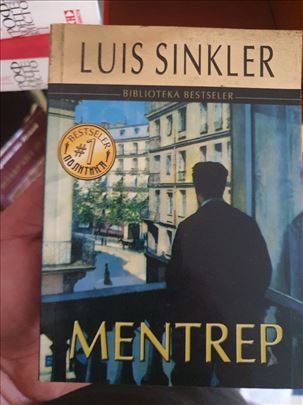 LUIS SINKLER
BIBLIOTEKA BESTSELER
BESTSELER
#1
ПОЛИТИКА
MENTREP